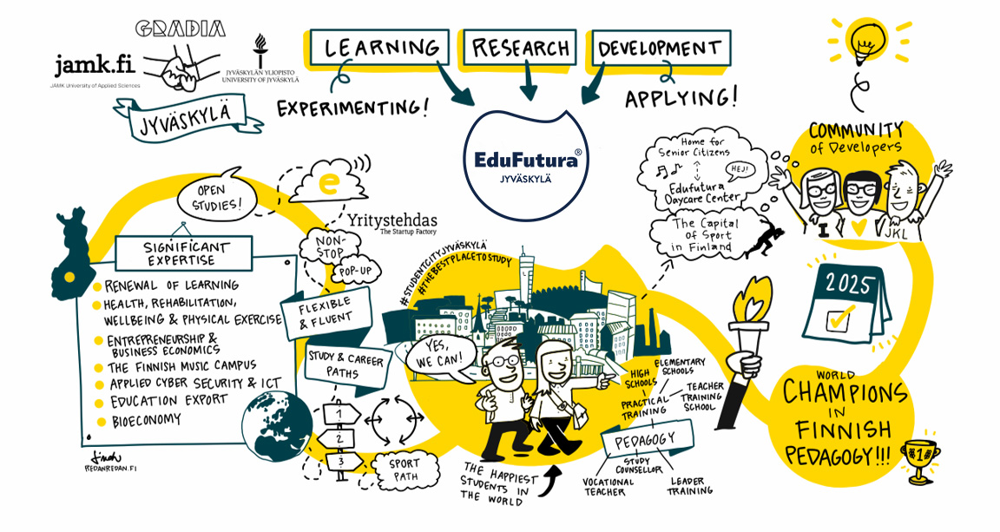 GRADIA
jamk.fi
JAMK University of Applied Sciences
JYVÄSKYLÄN YLIOPISTO
UNIVERSITY OF JYVÄSKYLÄ
JYVÄSKYLÄ
LEARNING
RESEARCH
DEVELOPMENT
EXPERIMENTING!
APPLYING!
EduFutura®
JYVÄSKYLÄ
COMMUNITY
of Developers
I
JKL
Home for
Senior Citizens
HEJ!
Edufutura
Daycare Center
The Capital
of Sport
in Finland
OPEN
STUDIES!
e
Yritystehdas
The Startup Factory
NON-
STOP
POP-UP
SIGNIFICANT
EXPERTISE
RENEWAL OF LEARNING
HEALTH, REHABILITATION,
WELLBEING & PHYSICAL EXERCISE
ENTREPRENEURSHIP &
BUSINESS ECONOMICS
THE FINNISH MUSIC CAMPUS
APPLIED CYBER SECURITY & ICT
EDUCATION EXPORT
BIOECONOMY
REDANREDAN.FI
FLEXIBLE
& FLUENT
STUDY & CAREER
PATHS
1
2
3
SPORT
PATH
#STUDENTCITYJYVÄSKYLÄ
#THEBESTPLACETOSTUDY
YES,
WE CAN!
THE HAPPIEST
STUDENTS IN
THE WORLD
HIGH
SCHOOLS
ELEMENTARY
SCHOOLS
PRACTICAL
TRAINING
TEACHER
TRAINING
SCHOOL
PEDAGOGY
STUDY
COUNSELLOR
VOCATIONAL
TEACHER
LEADER
TRAINING
2025
WORLD
CHAMPIONS
IN
FINNISH
PEDAGOGY!!!
#1